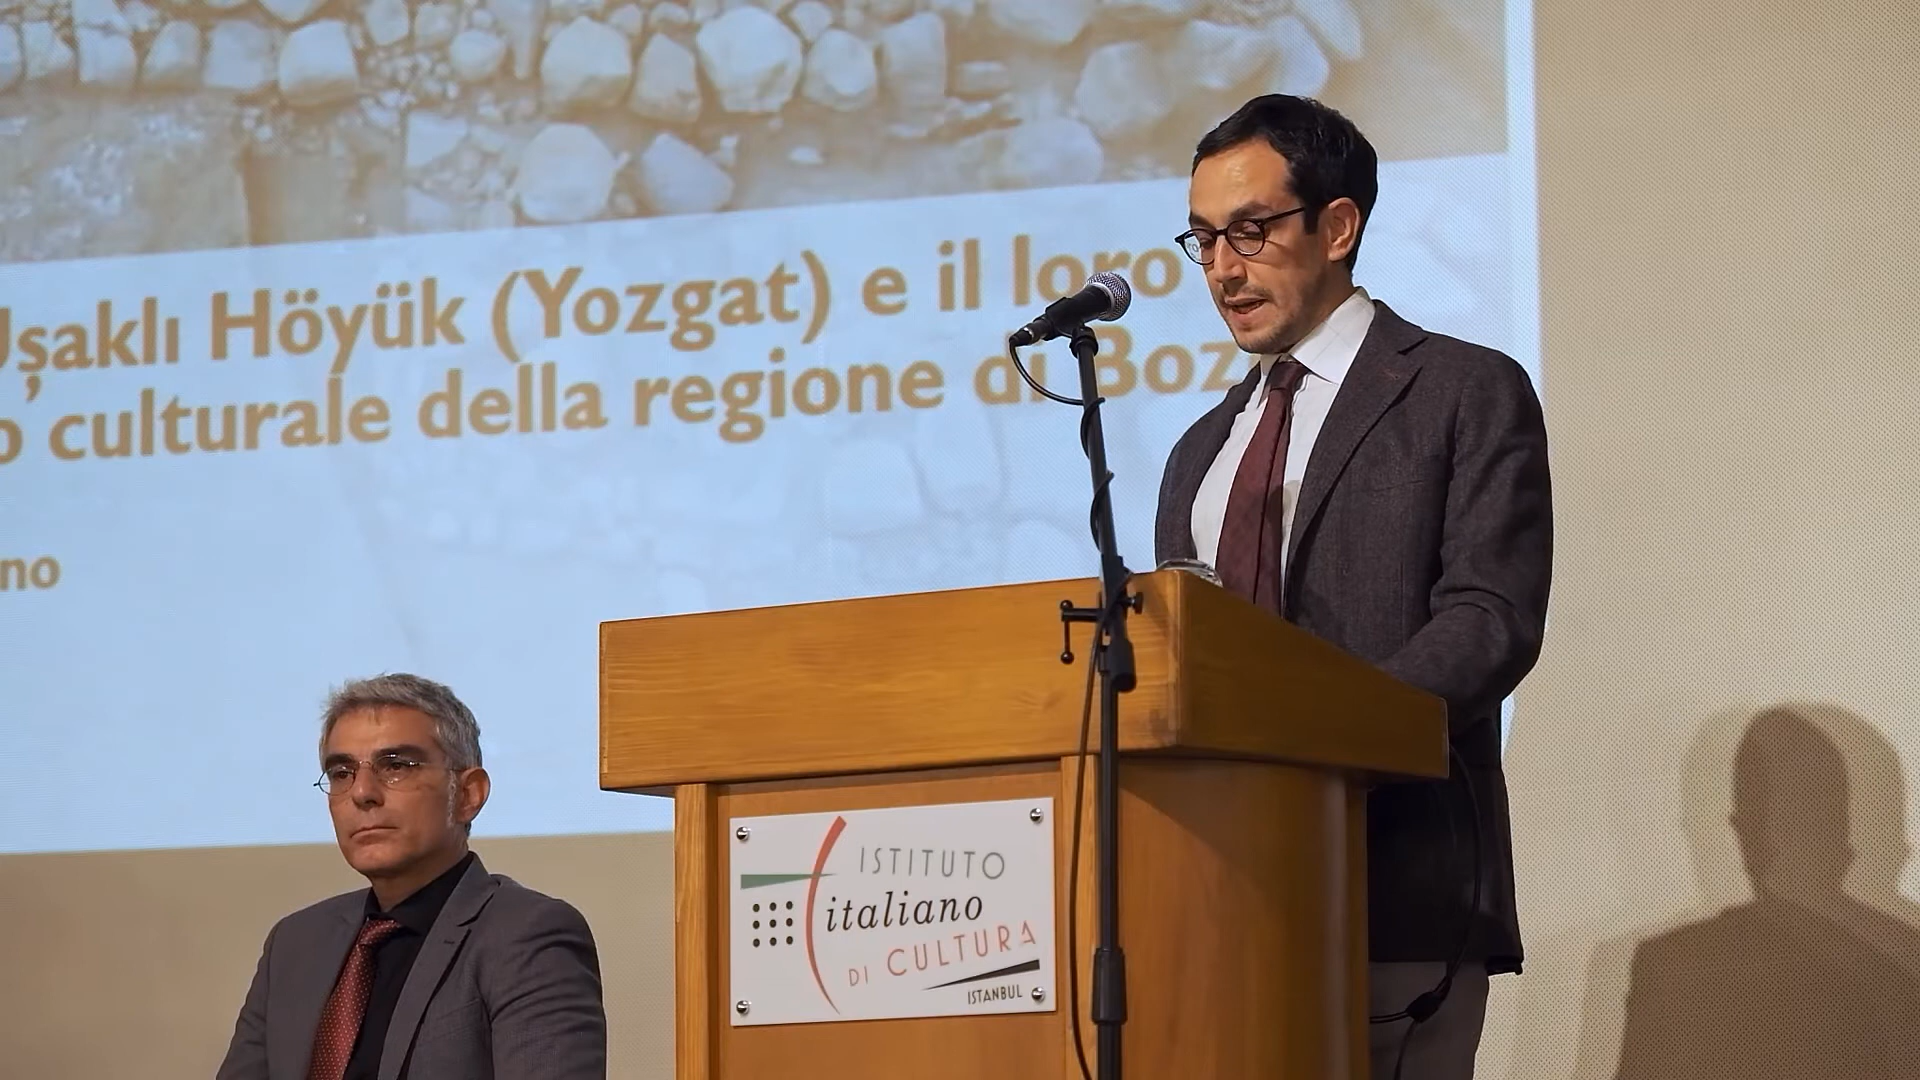 Uşaklı Höyük (Yozgat) e il loro
culturale della regione di Boz
no
ISTITUTO
italiano
DI CULTURA
ISTANBUL